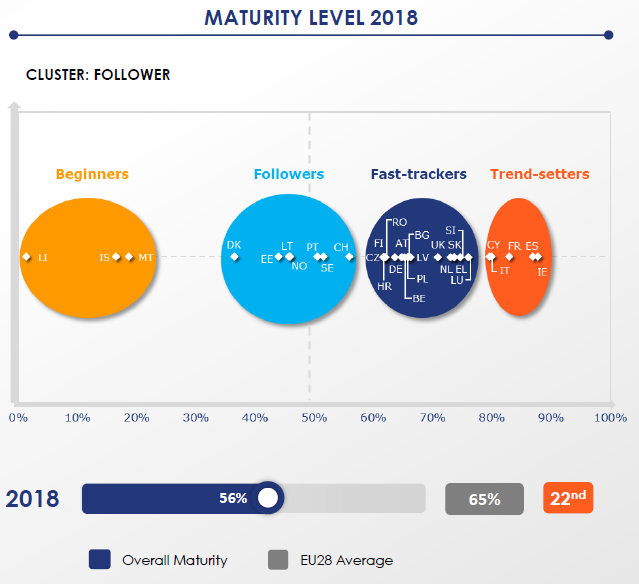 MATURITY LEVEL 2018
CLUSTER: FOLLOWER
Beginners Followers Fast-trackers Trend-setters
RO
SI
BG
DK LT PT CH FI AT UK SK CY FR ES
LI IS MT EE NO SE CZ DE LV NL EL IT IE
HR PL LU
BE
0% 10% 20% 30% 40% 50% 60% 70% 80% 90% 100%
2018 56% 65% 22nd
Overall Maturity EU28 Average